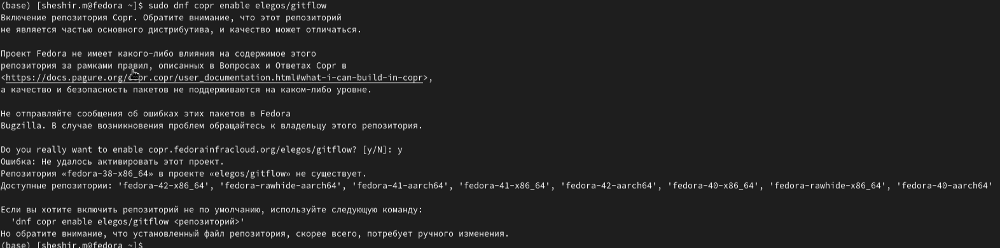 (base) [sheshir.m@fedora ~]$ sudo dnf copr enable elegos/gitflow
Включение репозитория Copr. Обратите внимание, что этот репозиторий
не является частью основного дистрибутива, и качество может отличаться.
Проект Fedora не имеет какого-либо влияния на содержимое этого
репозитория за рамками правил, описанных в Вопросах и Ответах Copr в
<https://docs.pagure.org/copr.copr/user_documentation.html#what-i-can-build-in-copr>,
а качество и безопасность пакетов не поддерживаются на каком-либо уровне.
Не отправляйте сообщения об ошибках этих пакетов в Fedora
Bugzilla. В случае возникновения проблем обращайтесь к владельцу этого репозитория.
Do you really want to enable copr.fedorainfracloud.org/elegos/gitflow? [y/N]: y
Ошибка: Не удалось активировать этот проект.
Репозитория «fedora-38-x86_64» в проекте «elegos/gitflow» не существует.
Доступные репозитории: 'fedora-42-x86_64', 'fedora-rawhide-aarch64', 'fedora-41-aarch64', 'fedora-41-x86_64', 'fedora-42-aarch64', 'fedora-40-x86_64', 'fedora-rawhide-x86_64', 'fedora-40-aarch64'
Если вы хотите включить репозиторий не по умолчанию, используйте следующую команду:
'dnf copr enable elegos/gitflow <репозиторий>'
Но обратите внимание, что установленный файл репозитория, скорее всего, потребует ручного изменения.
(base) [sheshir.m@fedora ~]$